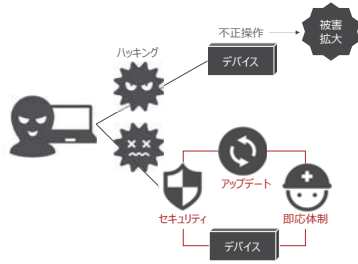 被害
拡大
不正操作
ハッキング
デバイス
アップデート
セキュリティ
即応体制
デバイス